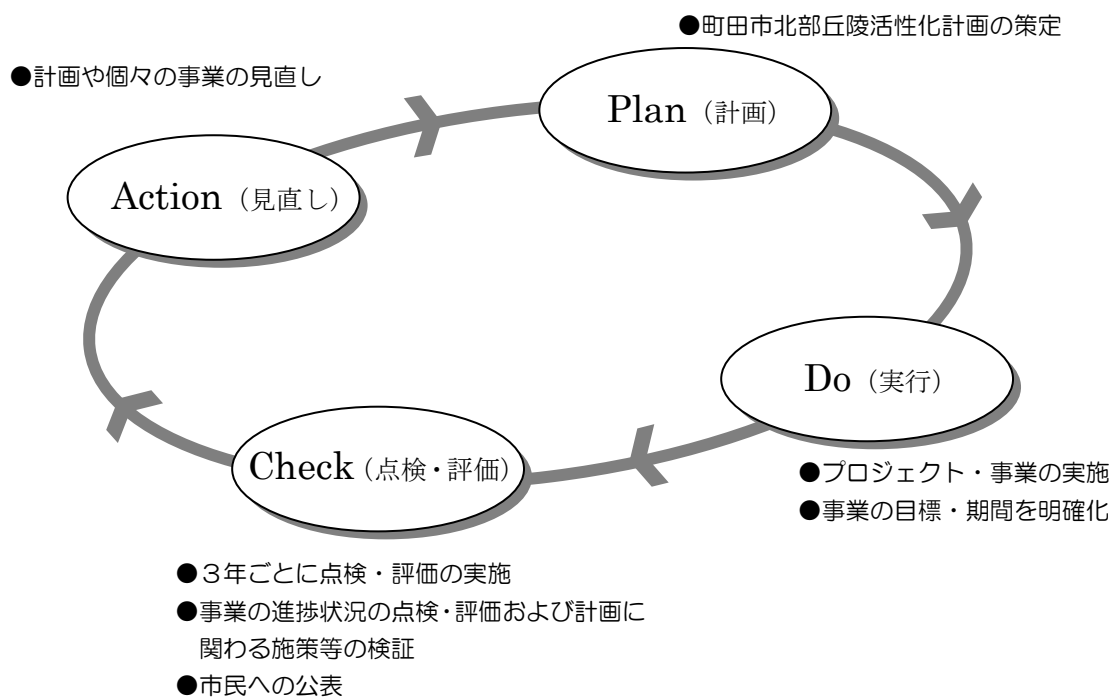 ●町田市北部丘陵活性化計画の策定
●計画や個々の事業の見直し
Plan（計画）
Action（見直し）
Do（実行）
Check（点検・評価）
●プロジェクト・事業の実施
●事業の目標・期間を明確化
●３年ごとに点検・評価の実施
●事業の進捗状況の点検・評価および計画に
関わる施策等の検証
●市民への公表